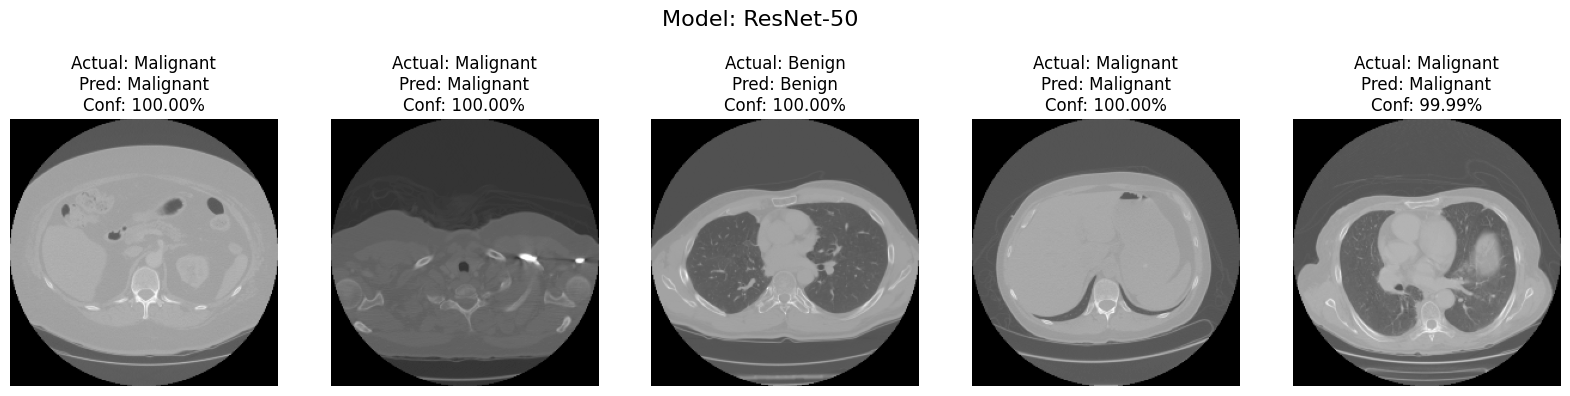 Model: ResNet-50
Actual: Malignant
Pred: Malignant
Conf: 100.00%
Actual: Malignant
Pred: Malignant
Conf: 100.00%
Actual: Benign
Pred: Benign
Conf: 100.00%
Actual: Malignant
Pred: Malignant
Conf: 100.00%
Actual: Malignant
Pred: Malignant
Conf: 99.99%